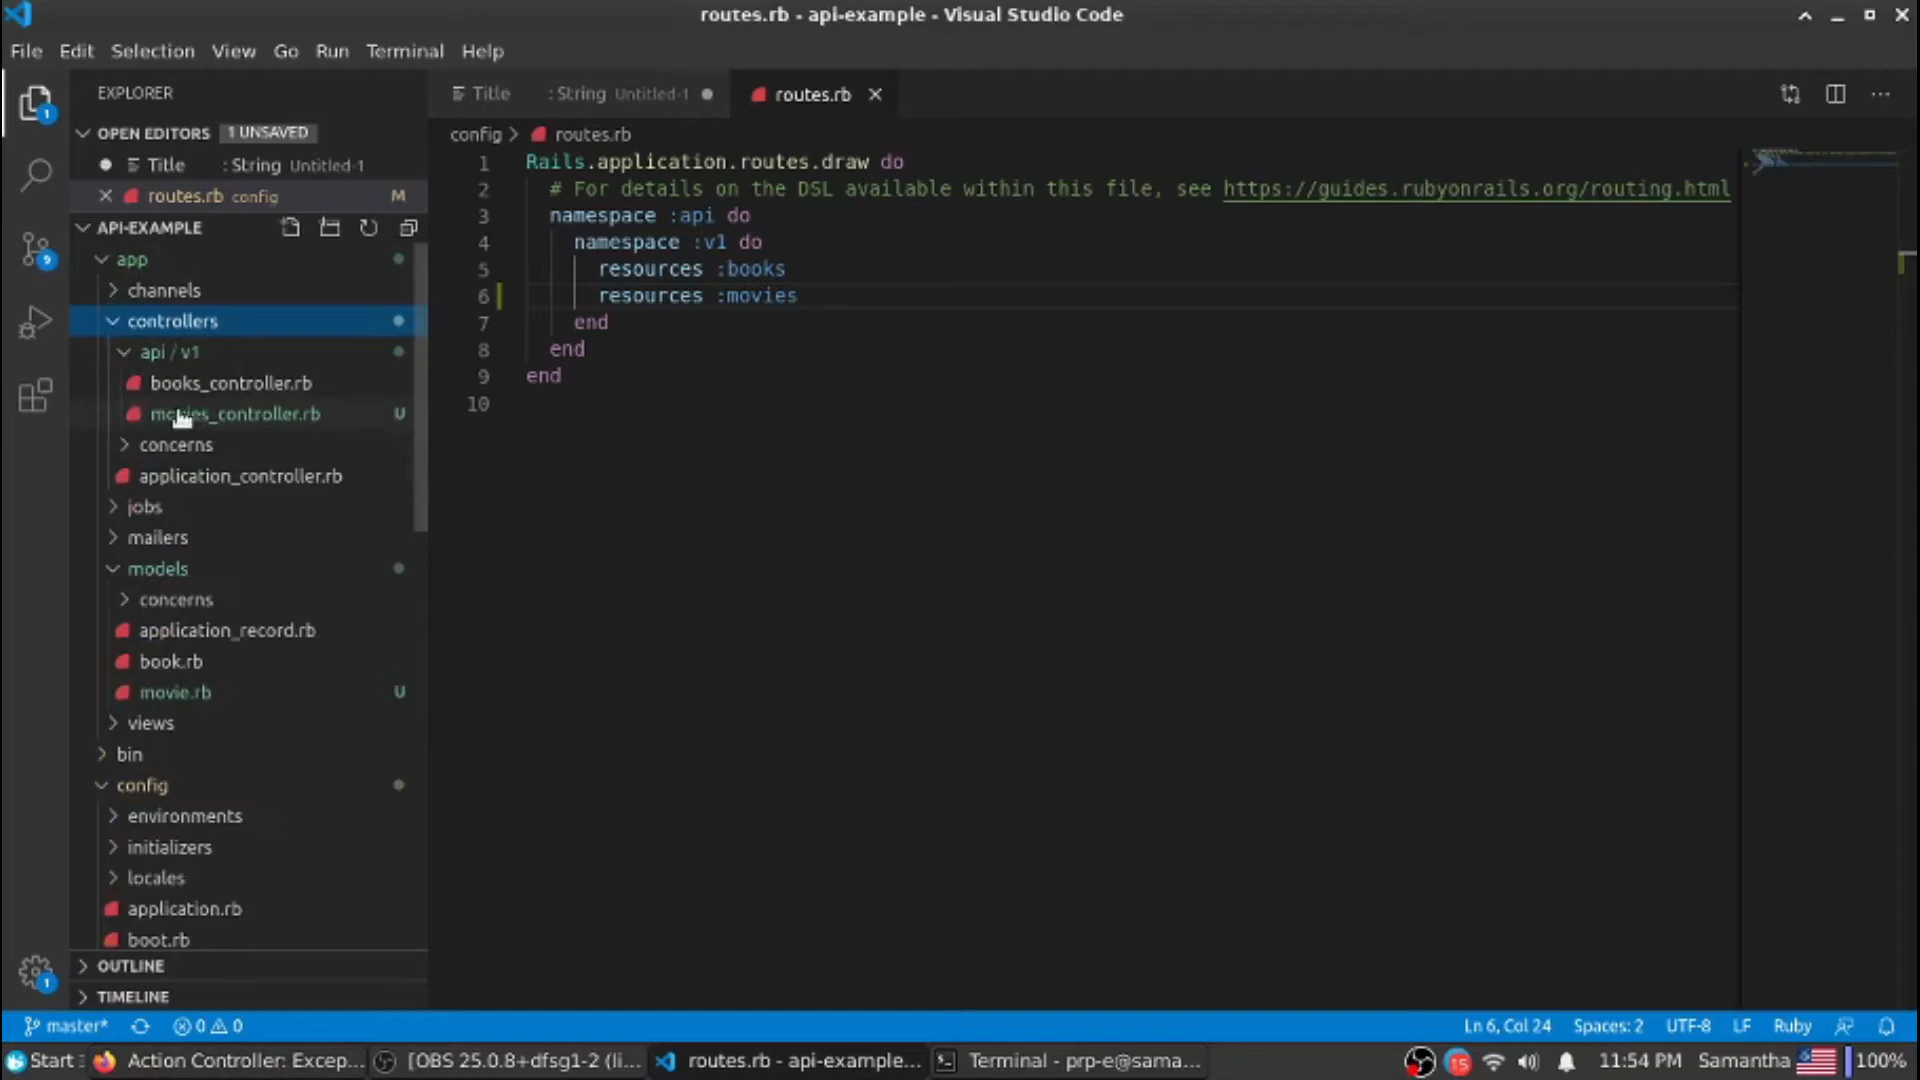 routes.rb - api-example - Visual Studio Code
File Edit Selection View Go Run Terminal Help
EXPLORER
OPEN EDITORS 1 UNSAVED
Title : String Untitled-1
routes.rb config M
API-EXAMPLE
app
channels
controllers
api / v1
books_controller.rb
movies_controller.rb U
concerns
application_controller.rb
jobs
mailers
models
concerns
application_record.rb
book.rb
movie.rb U
views
bin
config
environments
initializers
locales
application.rb
boot.rb
OUTLINE
TIMELINE
1
9
1
Title : String Untitled-1
routes.rb
config > routes.rb
1 Rails.application.routes.draw do
2 # For details on the DSL available within this file, see https://guides.rubyonrails.org/routing.html
3 namespace :api do
4 namespace :v1 do
5 resources :books
6 resources :movies
7 end
8 end
9 end
10
master* 0 0 Ln 6, Col 24 Spaces: 2 UTF-8 LF Ruby
Start Action Controller: Excep... [OBS 25.0.8+dfsg1-2 (li... routes.rb - api-example... Terminal - prp-e@sama... 15 11:54 PM Samantha 100%